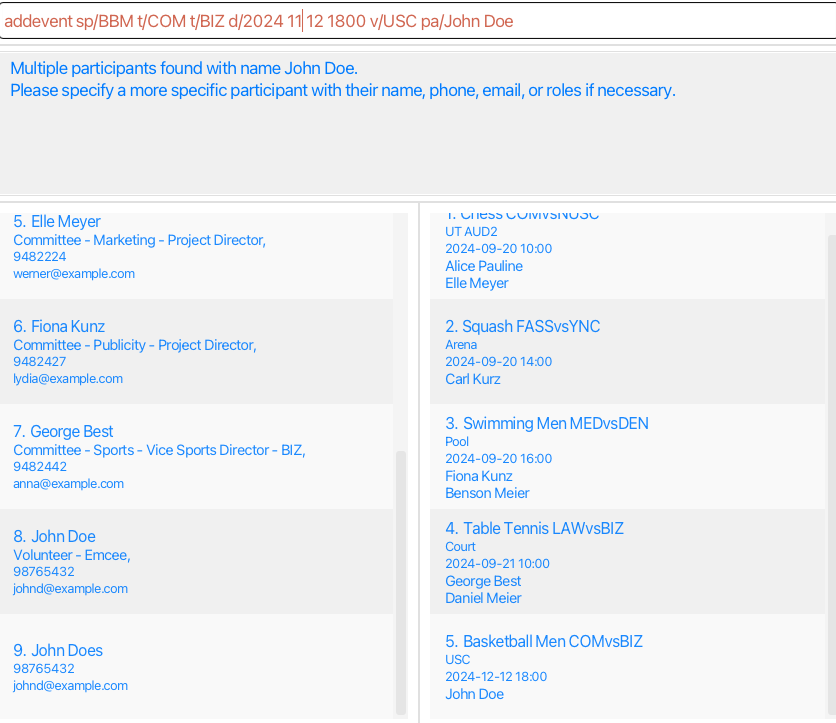 addevent sp/BBM t/COM t/BIZ d/2024 11 12 1800 v/USC pa/John Doe
Multiple participants found with name John Doe.
Please specify a more specific participant with their name, phone, email, or roles if necessary.
5. Elle Meyer
Committee - Marketing - Project Director,
9482224
werner@example.com
6. Fiona Kunz
Committee - Publicity - Project Director,
9482427
lydia@example.com
7. George Best
Committee - Sports - Vice Sports Director - BIZ,
9482442
anna@example.com
8. John Doe
Volunteer - Emcee,
98765432
johnd@example.com
9. John Does
98765432
johnd@example.com
1. Chess COMvsNUSC
UT AUD2
2024-09-20 10:00
Alice Pauline
Elle Meyer
2. Squash FASSvsYNC
Arena
2024-09-20 14:00
Carl Kurz
3. Swimming Men MEDvsDEN
Pool
2024-09-20 16:00
Fiona Kunz
Benson Meier
4. Table Tennis LAWvsBIZ
Court
2024-09-21 10:00
George Best
Daniel Meier
5. Basketball Men COMvsBIZ
USC
2024-12-12 18:00
John Doe